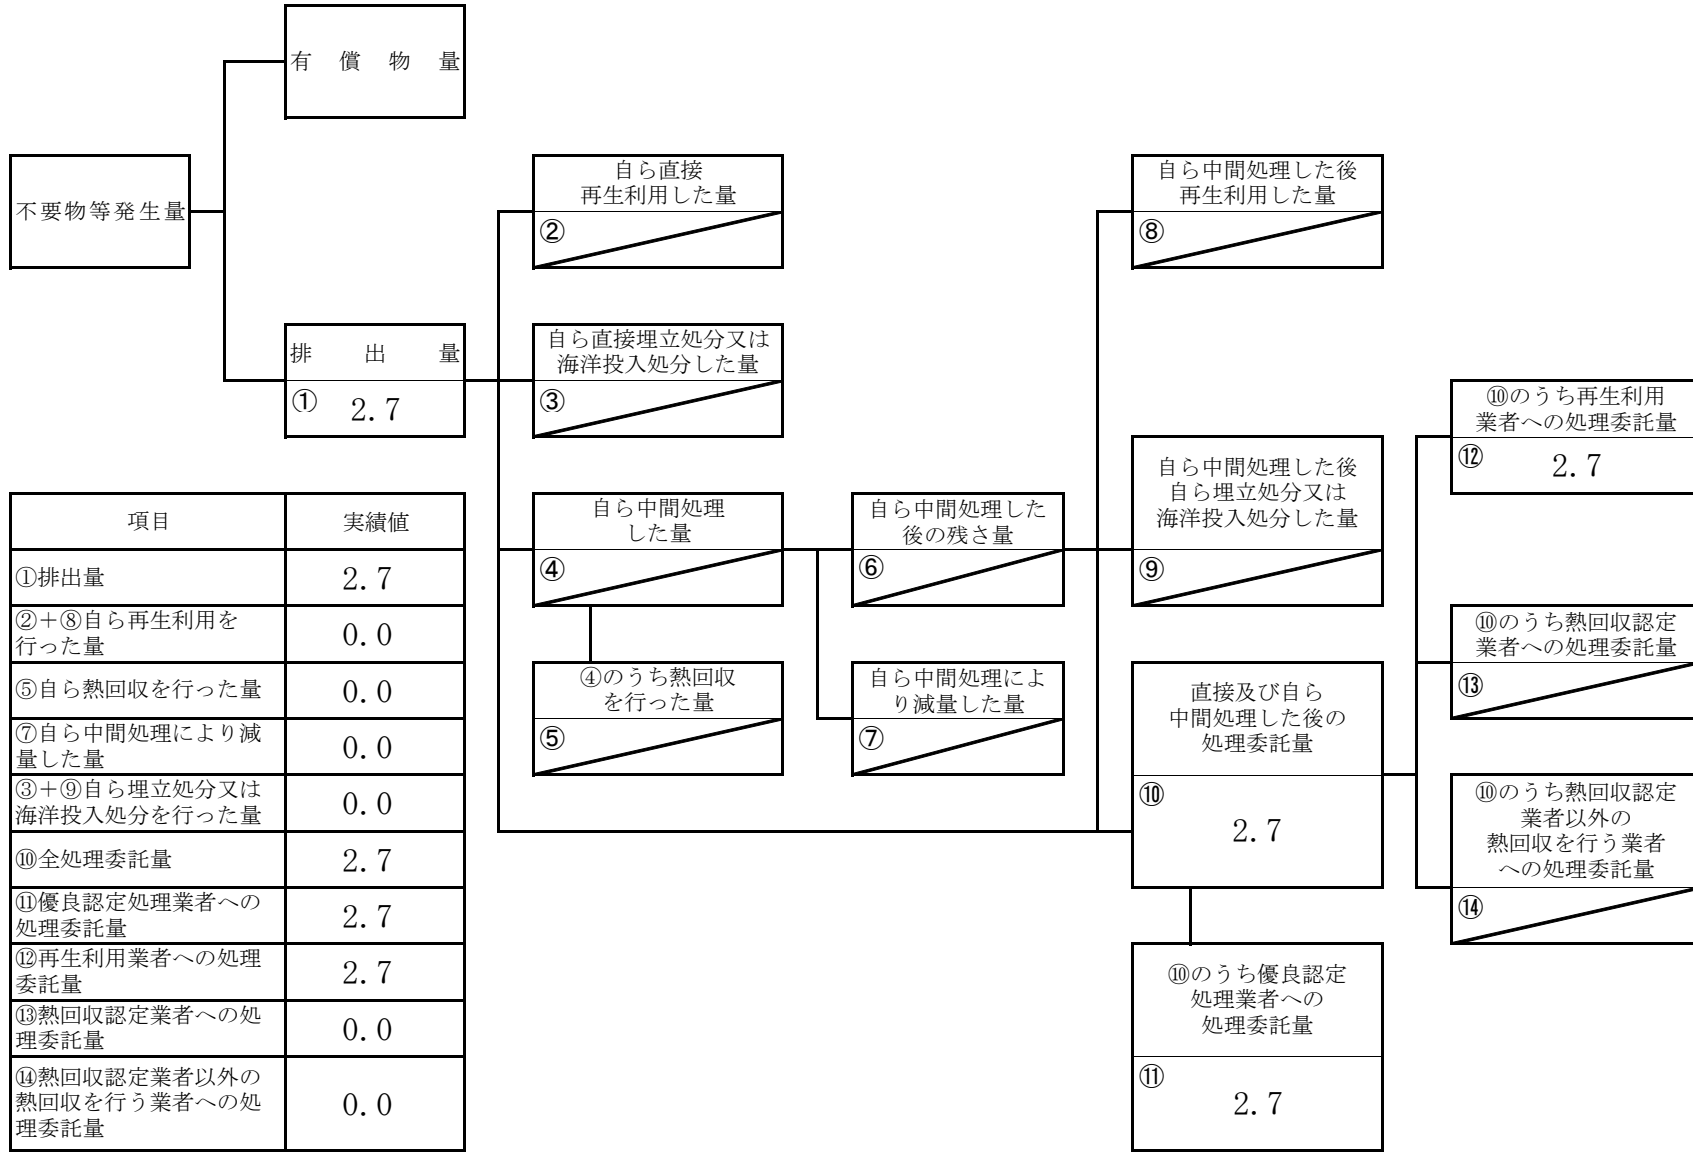 有償物量
不要物等発生量
自ら直接
再生利用した量
②
自ら中間処理した後
再生利用した量
⑧
排出量
① 2.7
自ら直接埋立処分又は
海洋投入処分した量
③
⑩のうち再生利用
業者への処理委託量
⑫ 2.7
自ら中間処理
した量
④
自ら中間処理した
後の残さ量
⑥
自ら中間処理した後
自ら埋立処分又は
海洋投入処分した量
⑨
④のうち熱回収
を行った量
⑤
自ら中間処理によ
り減量した量
⑦
直接及び自ら
中間処理した後の
処理委託量
⑩
2.7
⑩のうち熱回収認定
業者への処理委託量
⑬
⑩のうち熱回収認定
業者以外の
熱回収を行う業者
への処理委託量
⑭
⑩のうち優良認定
処理業者への
処理委託量
⑪
2.7
項目 実績値
①排出量 2.7
②+⑧自ら再生利用を
行った量 0.0
⑤自ら熱回収を行った量 0.0
⑦自ら中間処理により減
量した量 0.0
③+⑨自ら埋立処分又は
海洋投入処分を行った量 0.0
⑩全処理委託量 2.7
⑪優良認定処理業者への
処理委託量 2.7
⑫再生利用業者への処理
委託量 2.7
⑬熱回収認定業者への処
理委託量 0.0
⑭熱回収認定業者以外の
熱回収を行う業者への処
理委託量 0.0